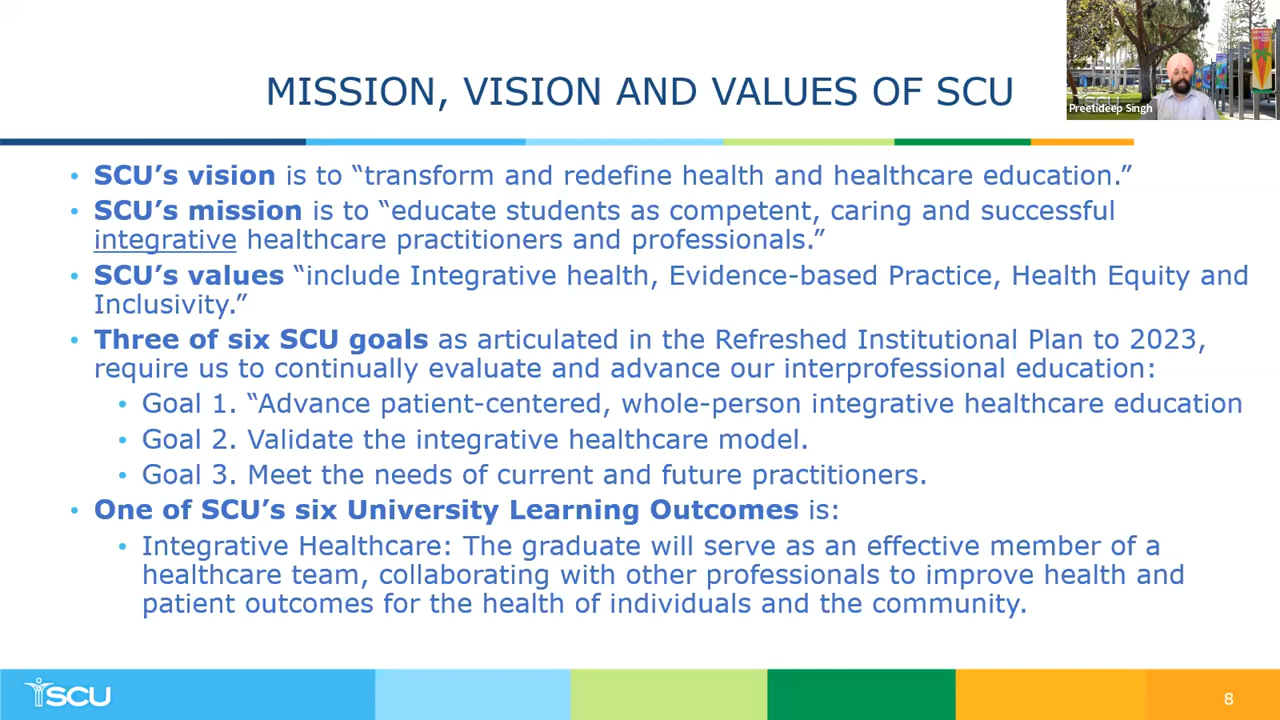 MISSION, VISION AND VALUES OF SCU
Preetideep Singh
• SCU’s vision is to “transform and redefine health and healthcare education.”
• SCU’s mission is to “educate students as competent, caring and successful
integrative healthcare practitioners and professionals.”
• SCU’s values “include Integrative health, Evidence-based Practice, Health Equity and
Inclusivity.”
• Three of six SCU goals as articulated in the Refreshed Institutional Plan to 2023,
require us to continually evaluate and advance our interprofessional education:
• Goal 1. “Advance patient-centered, whole-person integrative healthcare education
• Goal 2. Validate the integrative healthcare model.
• Goal 3. Meet the needs of current and future practitioners.
• One of SCU’s six University Learning Outcomes is:
• Integrative Healthcare: The graduate will serve as an effective member of a
healthcare team, collaborating with other professionals to improve health and
patient outcomes for the health of individuals and the community.
SCU
8